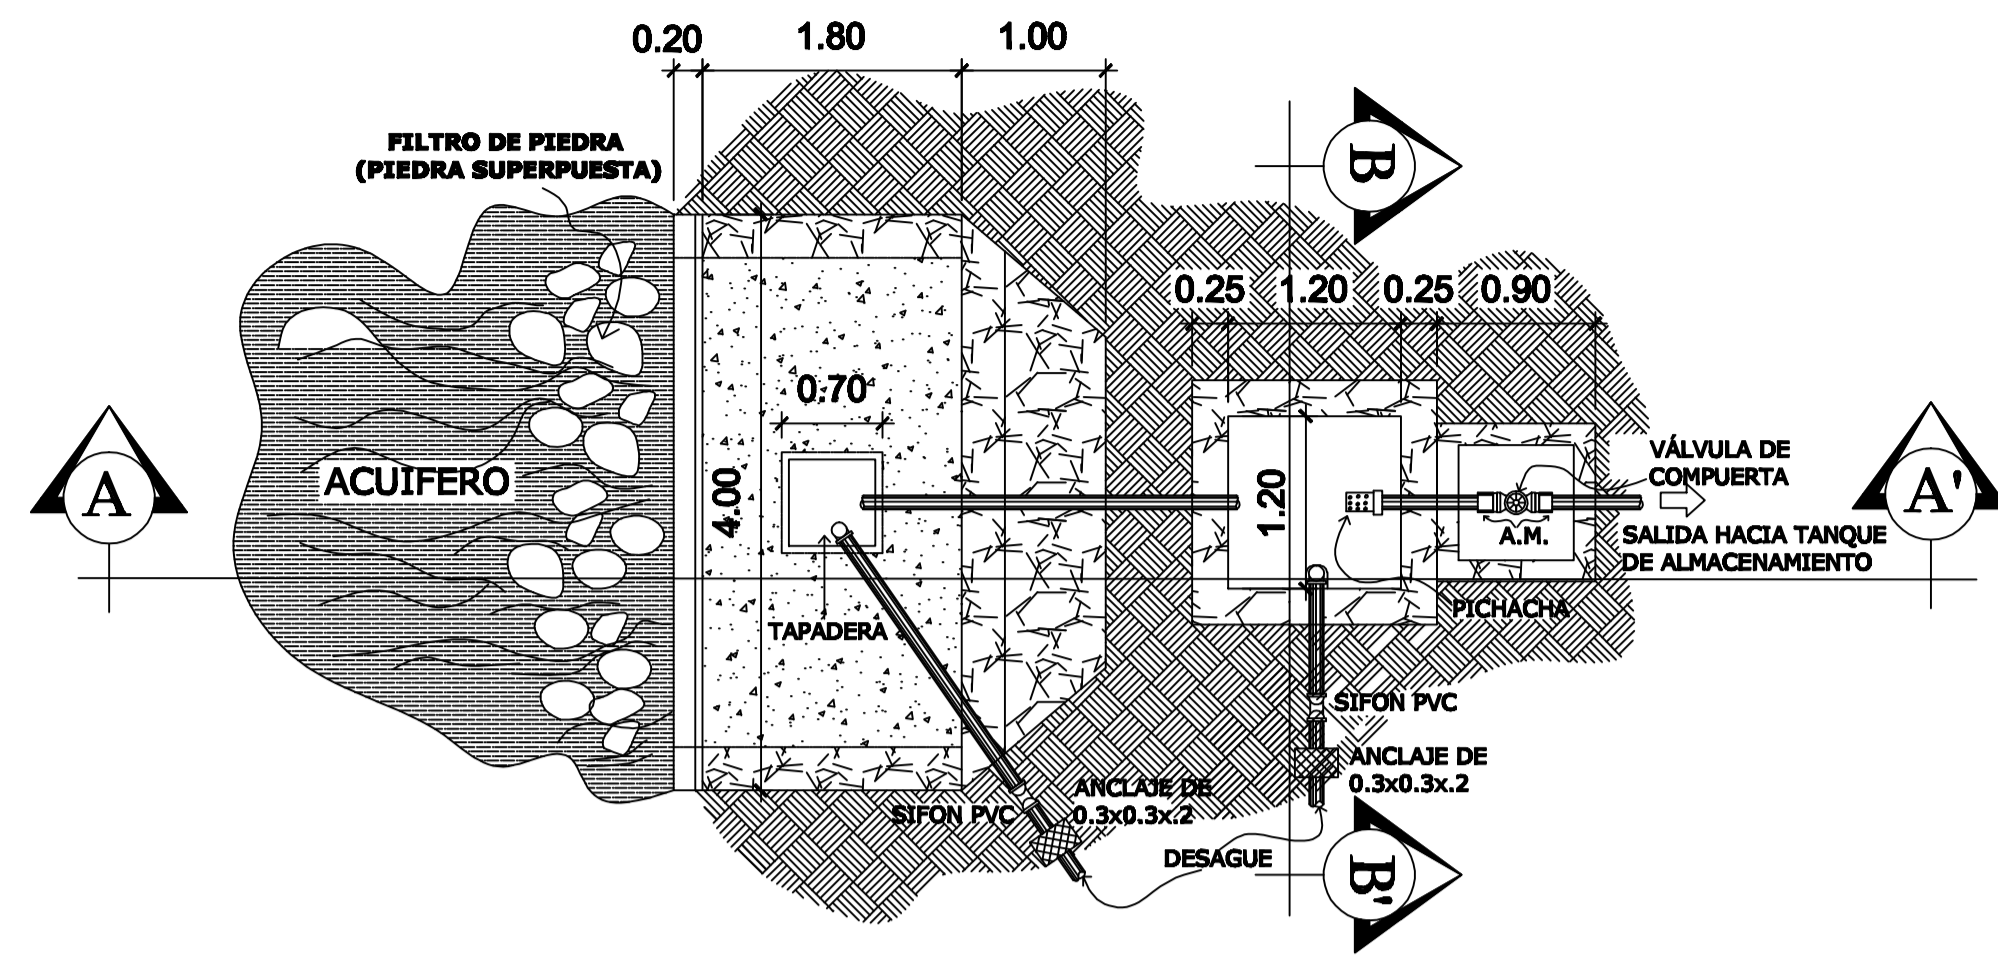 0.20 1.80 1.00
FILTRO DE PIEDRA
(PIEDRA SUPERPUESTA)
B
0.25 1.20 0.25 0.90
0.70
ACUIFERO
4.00
1.20
A
A'
VÁLVULA DE
COMPUERTA
A.M.
SALIDA HACIA TANQUE
DE ALMACENAMIENTO
PICHACHA
TAPADERA
SIFON PVC
ANCLAJE DE
0.3x0.3x.2
SIFON PVC
ANCLAJE DE
0.3x0.3x.2
DESAGUE
B'